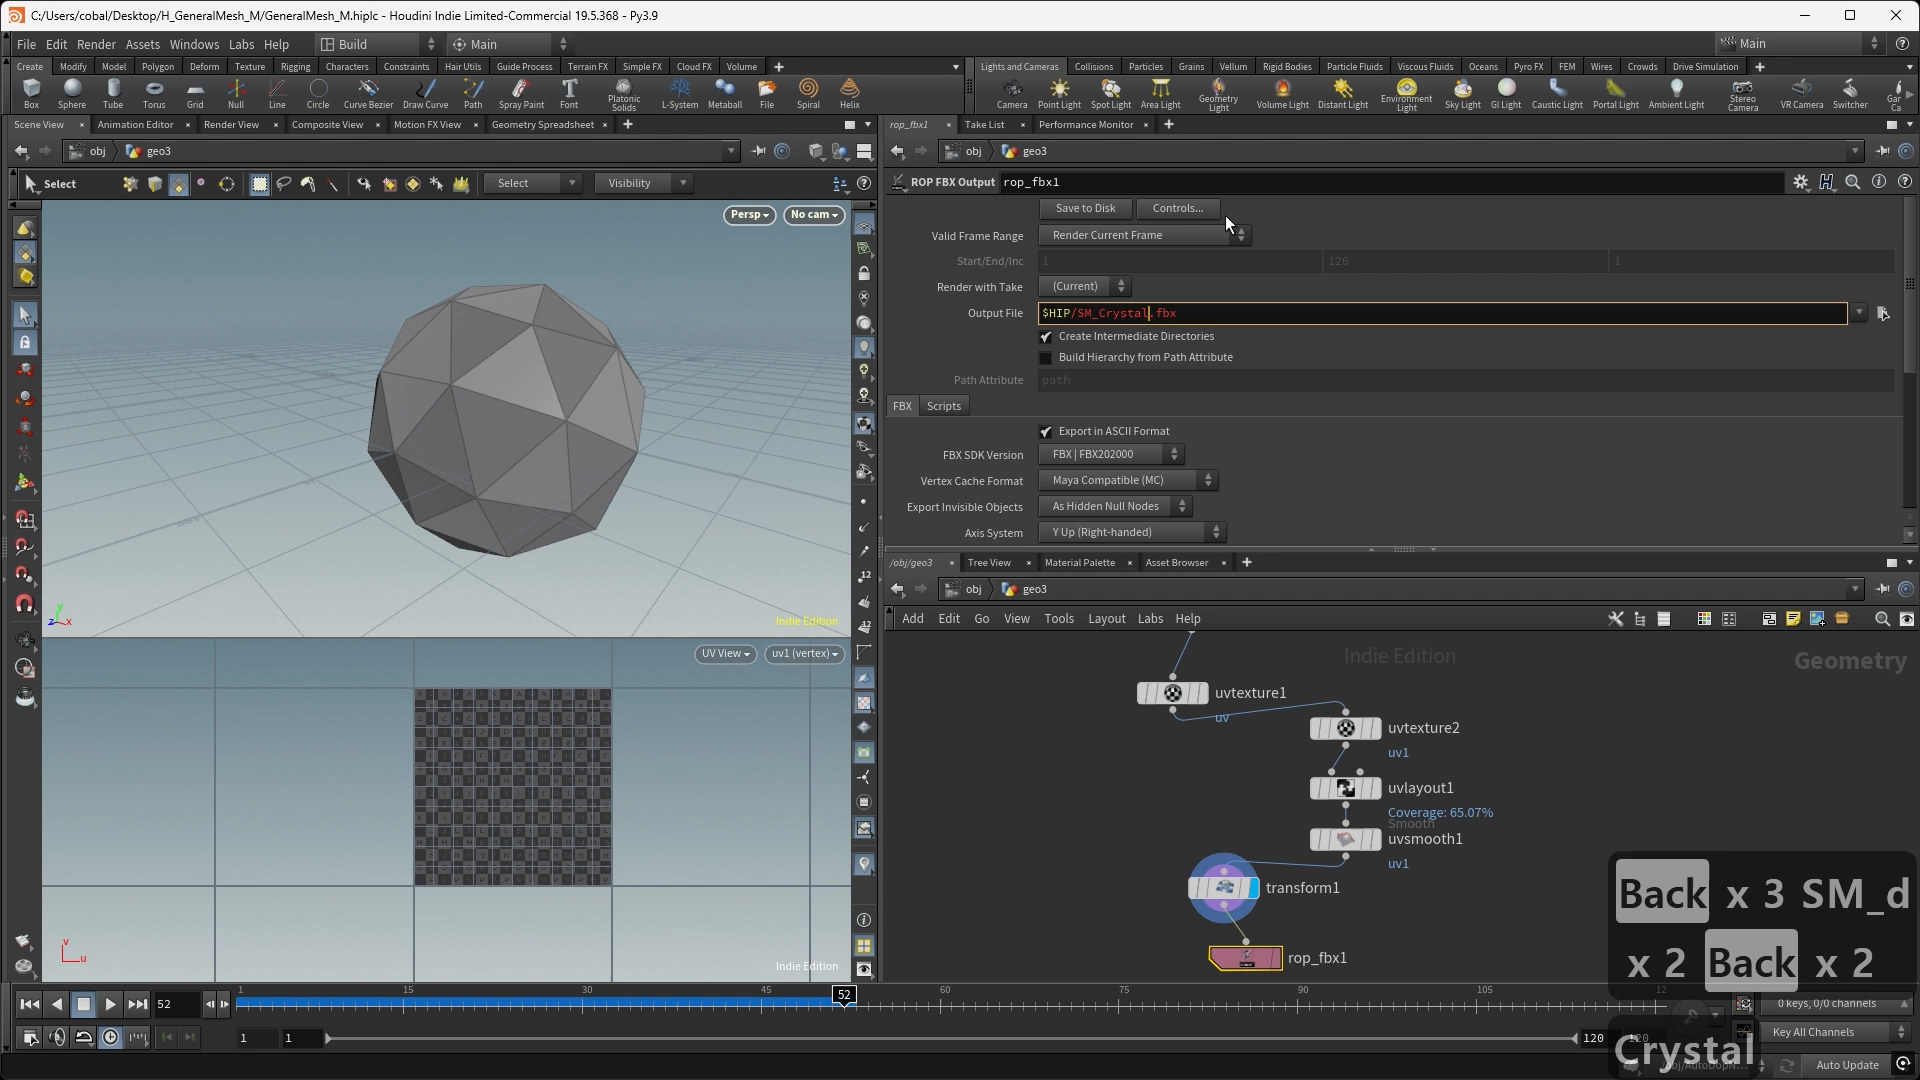 C:/Users/cobal/Desktop/H_GeneralMesh_M/GeneralMesh_M.hiplc - Houdini Indie Limited-Commercial 19.5.368 - Py3.9
File Edit Render Assets Windows Labs Help Build Main Main
Create Modify Model Polygon Deform Texture Rigging Characters Constraints Hair Utils Guide Process Terrain FX Simple FX Cloud FX Volume
Lights and Cameras Collisions Particles Grains Vellum Rigid Bodies Particle Fluids Viscous Fluids Oceans Pyro FX FEM Wires Crowds Drive Simulation
Box Sphere Tube Torus Grid Null Line Circle Curve Bezier Draw Curve Path Spray Paint Font Platonic Solids L-System Metaball File Spiral Helix
Camera Point Light Spot Light Area Light Geometry Light Volume Light Distant Light Environment Light Sky Light GI Light Caustic Light Portal Light Ambient Light Stereo Camera VR Camera Switcher Gar Ca
Scene View Animation Editor Render View Composite View Motion FX View Geometry Spreadsheet
rop_fbx1 Take List Performance Monitor
obj geo3
obj geo3
Select Select Visibility
ROP FBX Output rop_fbx1
Persp No cam
Save to Disk Controls...
Valid Frame Range Render Current Frame
Start/End/Inc 1 120 1
Render with Take (Current)
Output File $HIP/SM_Crystal.fbx
Create Intermediate Directories
Build Hierarchy from Path Attribute
Path Attribute path
FBX Scripts
Export in ASCII Format
FBX SDK Version FBX | FBX202000
Vertex Cache Format Maya Compatible (MC)
Export Invisible Objects As Hidden Null Nodes
Axis System Y Up (Right-handed)
y z x
Indie Edition
12
12
/obj/geo3 Tree View Material Palette Asset Browser
obj geo3
Add Edit Go View Tools Layout Labs Help
UV View uv1 (vertex)
Indie Edition
Geometry
uvtexture1
uv
uvtexture2
uv1
uvlayout1
Coverage: 65.07%
Smooth
uvsmooth1
uv1
transform1
rop_fbx1
v u
Indie Edition
Back x 3 SM_d
x 2 Back x 2
Crystal
52 1 15 30 45 52 60 75 90 105 12
0 keys, 0/0 channels
1 1 120 120
Key All Channels
Auto Update